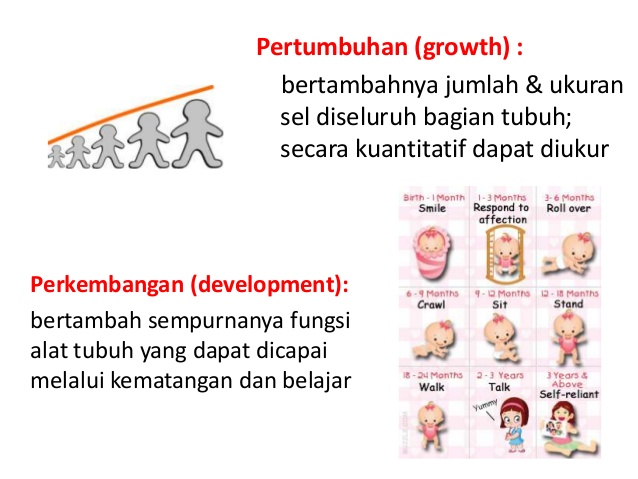 Pertumbuhan (growth) :
bertambahnya jumlah & ukuran
sel diseluruh bagian tubuh;
secara kuantitatif dapat diukur
Birth - 1 Month
Smile
1 - 3 Months
Respond to
affection
3 - 6 Months
Roll over
6 - 9 Months
Crawl
9 - 12 Months
Sit
12 - 18 Months
Stand
18 - 24 Months
Walk
2 - 3 Years
Talk
Yummy
3 Years &
Above
Self-reliant
Perkembangan (development):
bertambah sempurnanya fungsi
alat tubuh yang dapat dicapai
melalui kematangan dan belajar